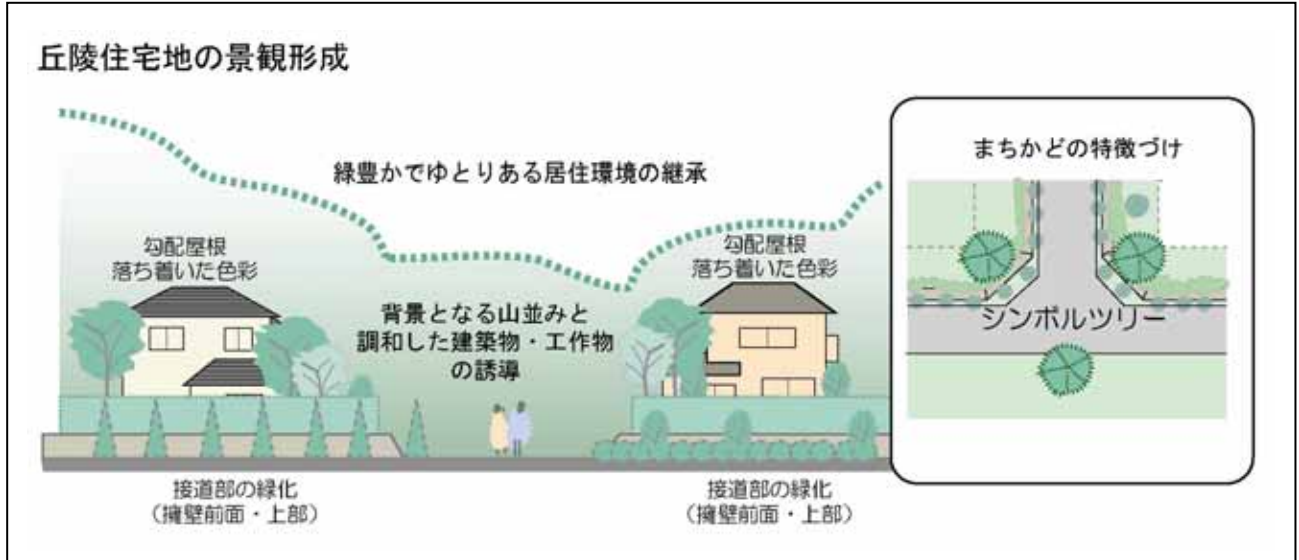 丘陵住宅地の景観形成
緑豊かでゆとりある居住環境の継承
勾配屋根
落ち着いた色彩
背景となる山並みと
調和した建築物・工作物
の誘導
勾配屋根
落ち着いた色彩
接道部の緑化
（擁壁前面・上部）
接道部の緑化
（擁壁前面・上部）
まちかどの特徴づけ
シンボルツリー